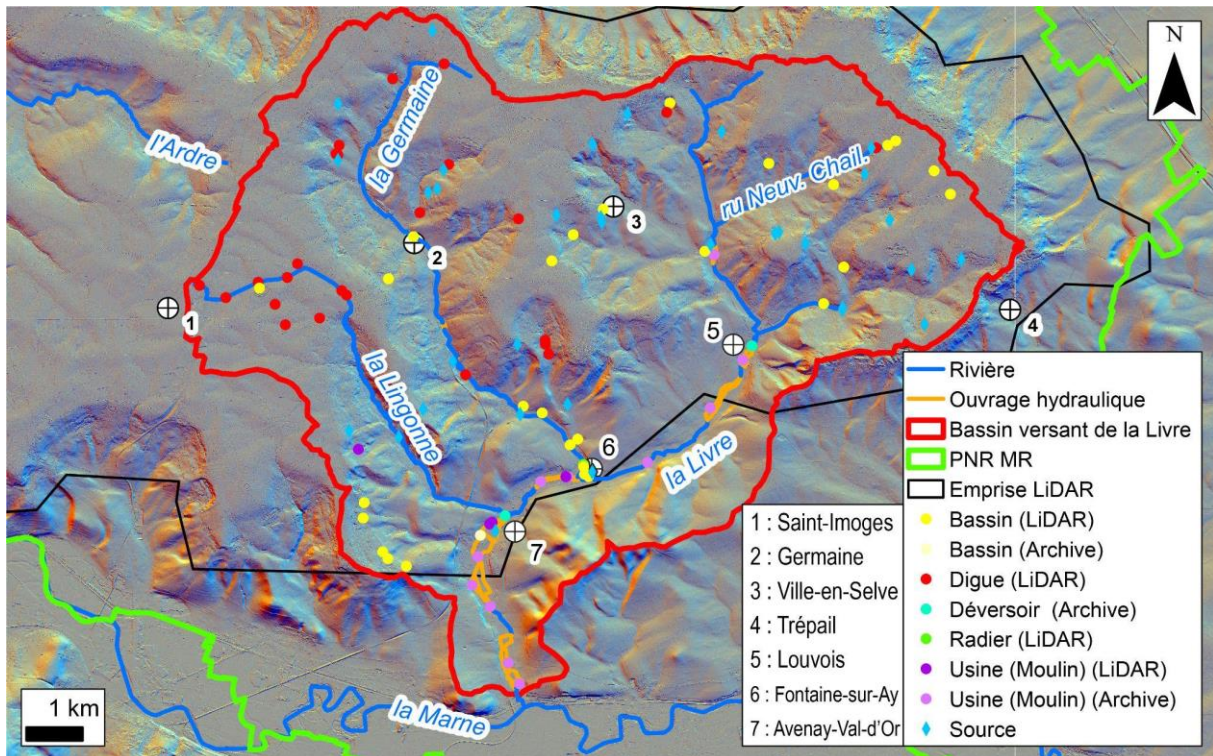 N
l'Ardre
la Germaine
ru Neuv. Chail.
3
2
1
4
5
la Lingonne
6
la Livre
7
la Marne
1 km
Rivière
Ouvrage hydraulique
Bassin versant de la Livre
PNR MR
Emprise LiDAR
Bassin (LiDAR)
Bassin (Archive)
Digue (LiDAR)
Déversoir (Archive)
Radier (LiDAR)
Usine (Moulin) (LiDAR)
Usine (Moulin) (Archive)
Source
1 : Saint-Imoges
2 : Germaine
3 : Ville-en-Selve
4 : Trépail
5 : Louvois
6 : Fontaine-sur-Ay
7 : Avenay-Val-d'Or